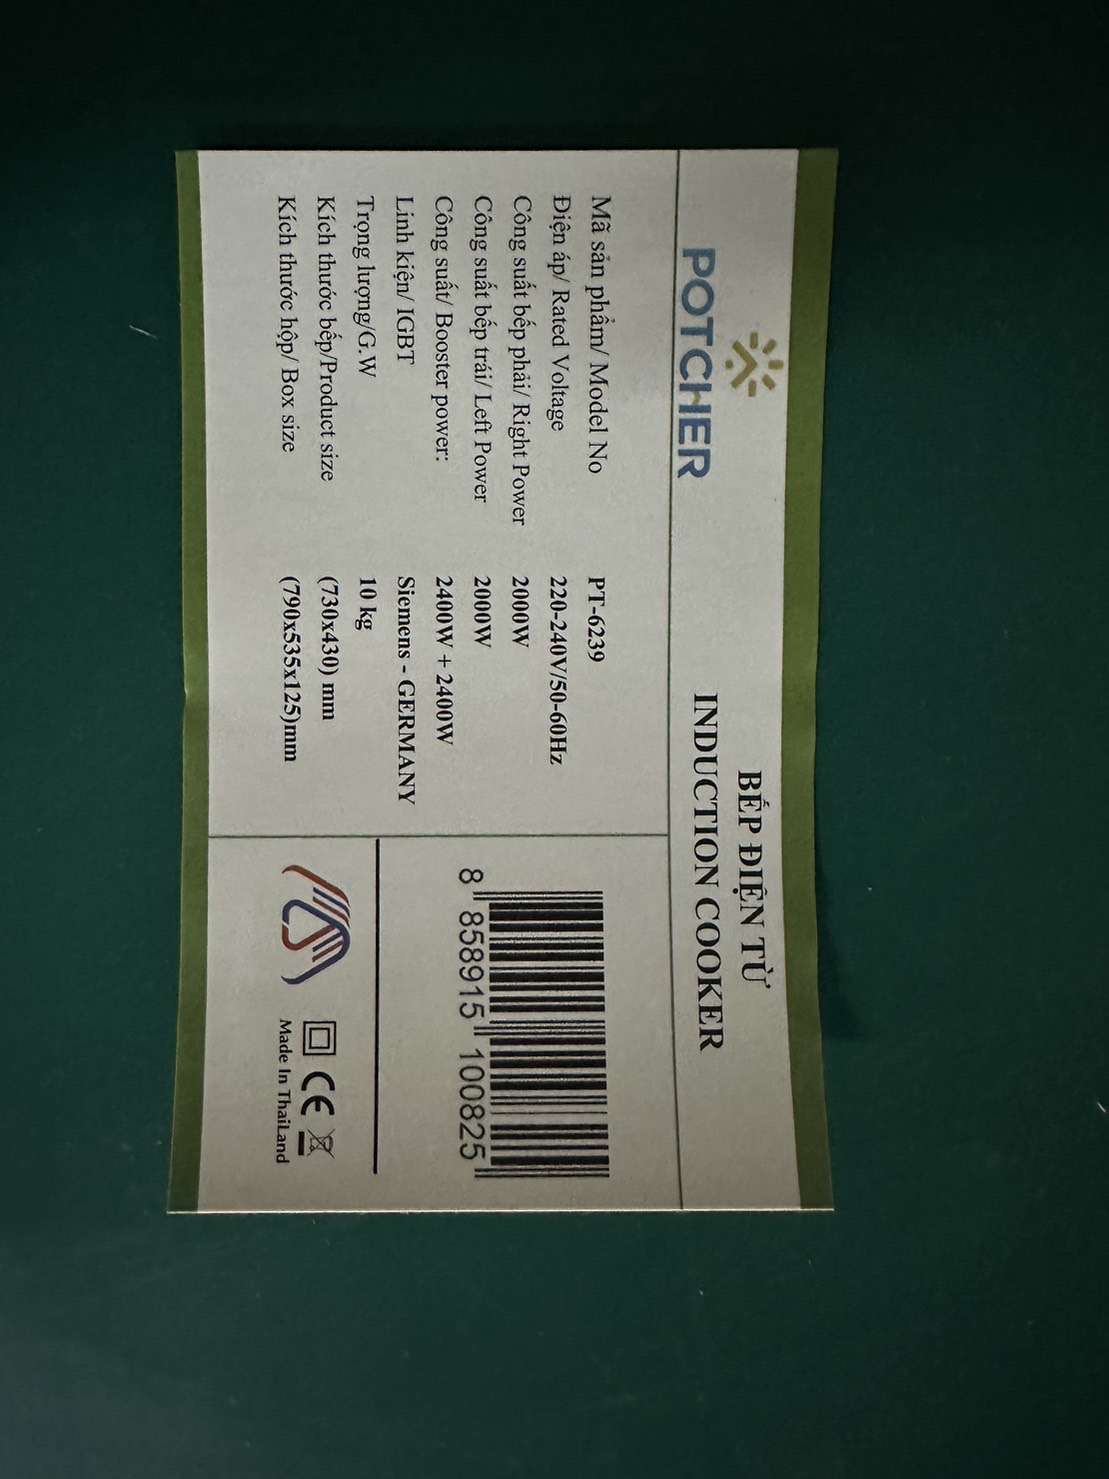 POTCHER
BẾP ĐIỆN TỪ
INDUCTION COOKER
Mã sản phẩm/ Model No PT-6239
Điện áp/ Rated Voltage 220-240V/50-60Hz
Công suất bếp phải/ Right Power 2000W
Công suất bếp trái/ Left Power 2000W
Công suất/ Booster power: 2400W + 2400W
Linh kiện/ IGBT Siemens - GERMANY
Trọng lượng/G.W 10 kg
Kích thước bếp/Product size (730x430) mm
Kích thước hộp/ Box size (790x535x125)mm
8 858915 100825
CE
Made In ThaiLand